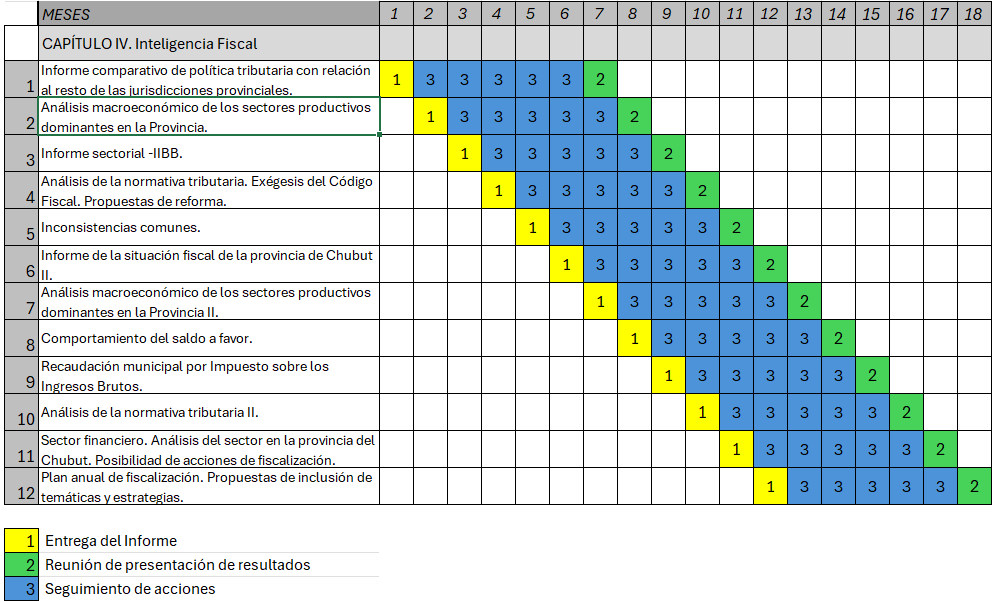 MESES 1 2 3 4 5 6 7 8 9 10 11 12 13 14 15 16 17 18
CAPÍTULO IV. Inteligencia Fiscal
Informe comparativo de política tributaria con relación
1 al resto de las jurisdicciones provinciales. 1 3 3 3 3 3 2
Análisis macroeconómico de los sectores productivos
2 dominantes en la Provincia. 1 3 3 3 3 3 2
3 Informe sectorial -IIBB. 1 3 3 3 3 3 2
Análisis de la normativa tributaria. Exégesis del Código
4 Fiscal. Propuestas de reforma. 1 3 3 3 3 3 2
5 Inconsistencias comunes. 1 3 3 3 3 3 2
Informe de la situación fiscal de la provincia de Chubut
6 II. 1 3 3 3 3 3 2
Análisis macroeconómico de los sectores productivos
7 dominantes en la Provincia II. 1 3 3 3 3 3 2
8 Comportamiento del saldo a favor. 1 3 3 3 3 3 2
Recaudación municipal por Impuesto sobre los
9 Ingresos Brutos. 1 3 3 3 3 3 2
10 Análisis de la normativa tributaria II. 1 3 3 3 3 3 2
Sector financiero. Análisis del sector en la provincia del
11 Chubut. Posibilidad de acciones de fiscalización. 1 3 3 3 3 3 2
Plan anual de fiscalización. Propuestas de inclusión de
12 temáticas y estrategias. 1 3 3 3 3 3 2
1 Entrega del Informe
2 Reunión de presentación de resultados
3 Seguimiento de acciones